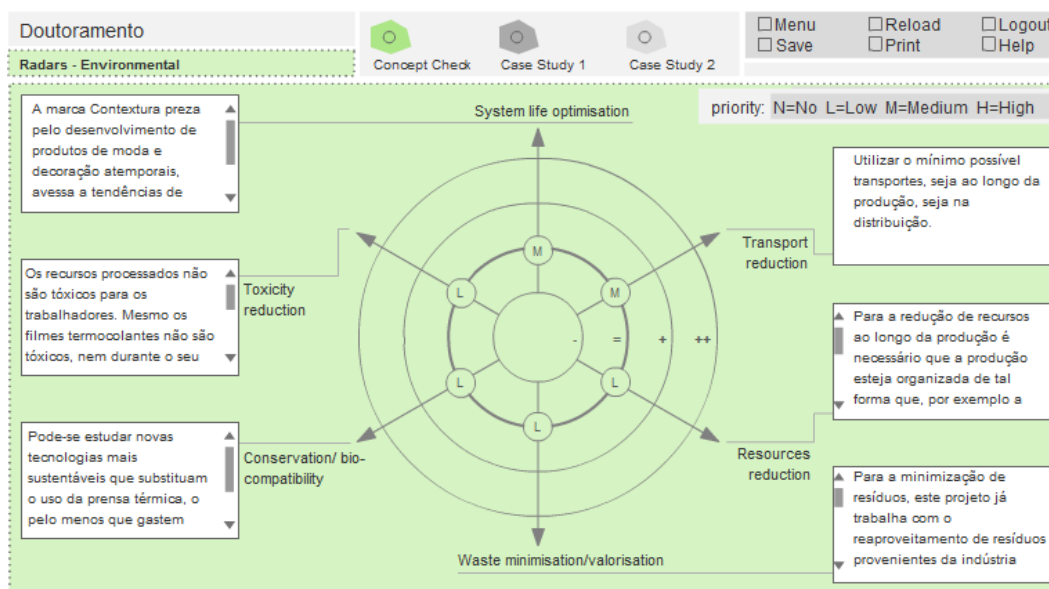 Doutoramento
Radars - Environmental
Concept Check
Case Study 1
Case Study 2
Menu
Reload
Logout
Save
Print
Help
priority: N=No L=Low M=Medium H=High
A marca Contextura preza
pelo desenvolvimento de
produtos de moda e
decoração atemporais,
avessa a tendências de
System life optimisation
Utilizar o mínimo possível
transportes, seja ao longo da
produção, seja na
distribuição.
Transport
reduction
Os recursos processados não
são tóxicos para os
trabalhadores. Mesmo os
filmes termocolantes não são
tóxicos, nem durante o seu
Toxicity
reduction
M
L
M
- = + ++
L
L
L
Para a redução de recursos
ao longo da produção é
necessário que a produção
esteja organizada de tal
forma que, por exemplo a
Resources
reduction
Pode-se estudar novas
tecnologias mais
sustentáveis que substituam
o uso da prensa térmica, o
pelo menos que gastem
Conservation/ bio-
compatibility
Para a minimização de
resíduos, este projeto já
trabalha com o
reaproveitamento de resíduos
provenientes da indústria
Waste minimisation/valorisation